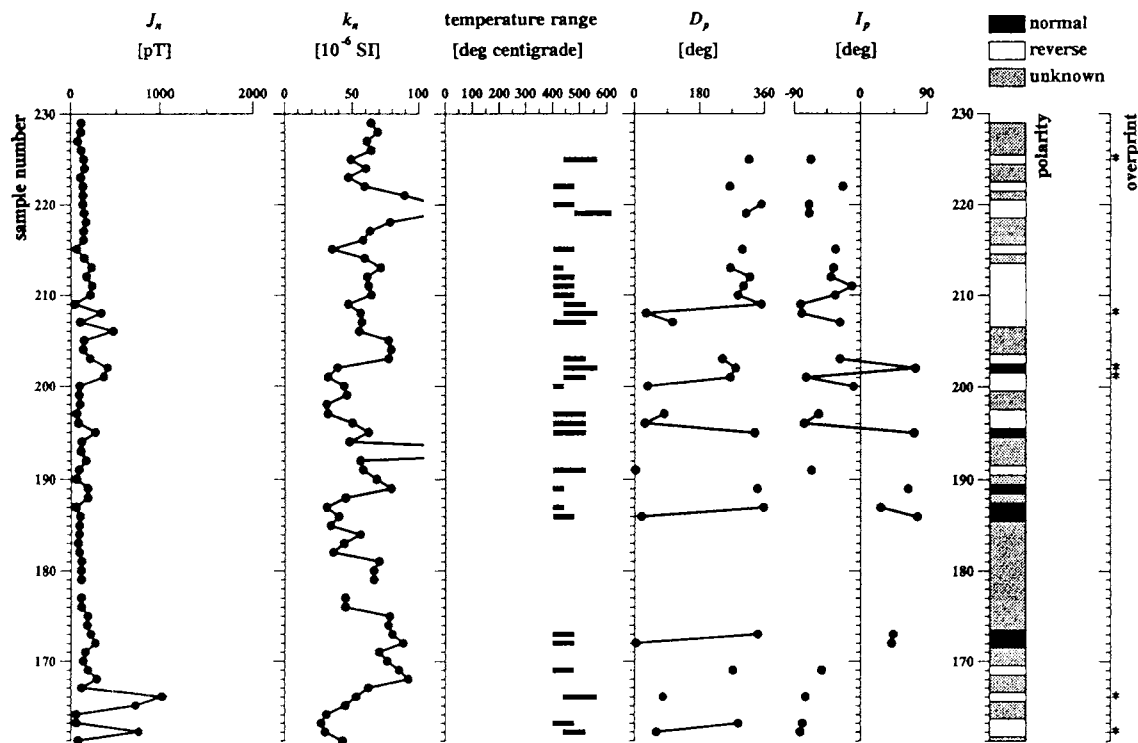 Jn kn temperature range Dp Ip normal
[pT] [10⁻⁶ SI] [deg centigrade] [deg] [deg] reverse
unknown
0 1000 2000 0 50 100 0 100 200 300 400 500 600 0 180 360 -90 0 90
230 230
220 220
210 210
200 200
190 190
180 180
170 170
sample number
polarity
overprint
*
*
*
*
*
*